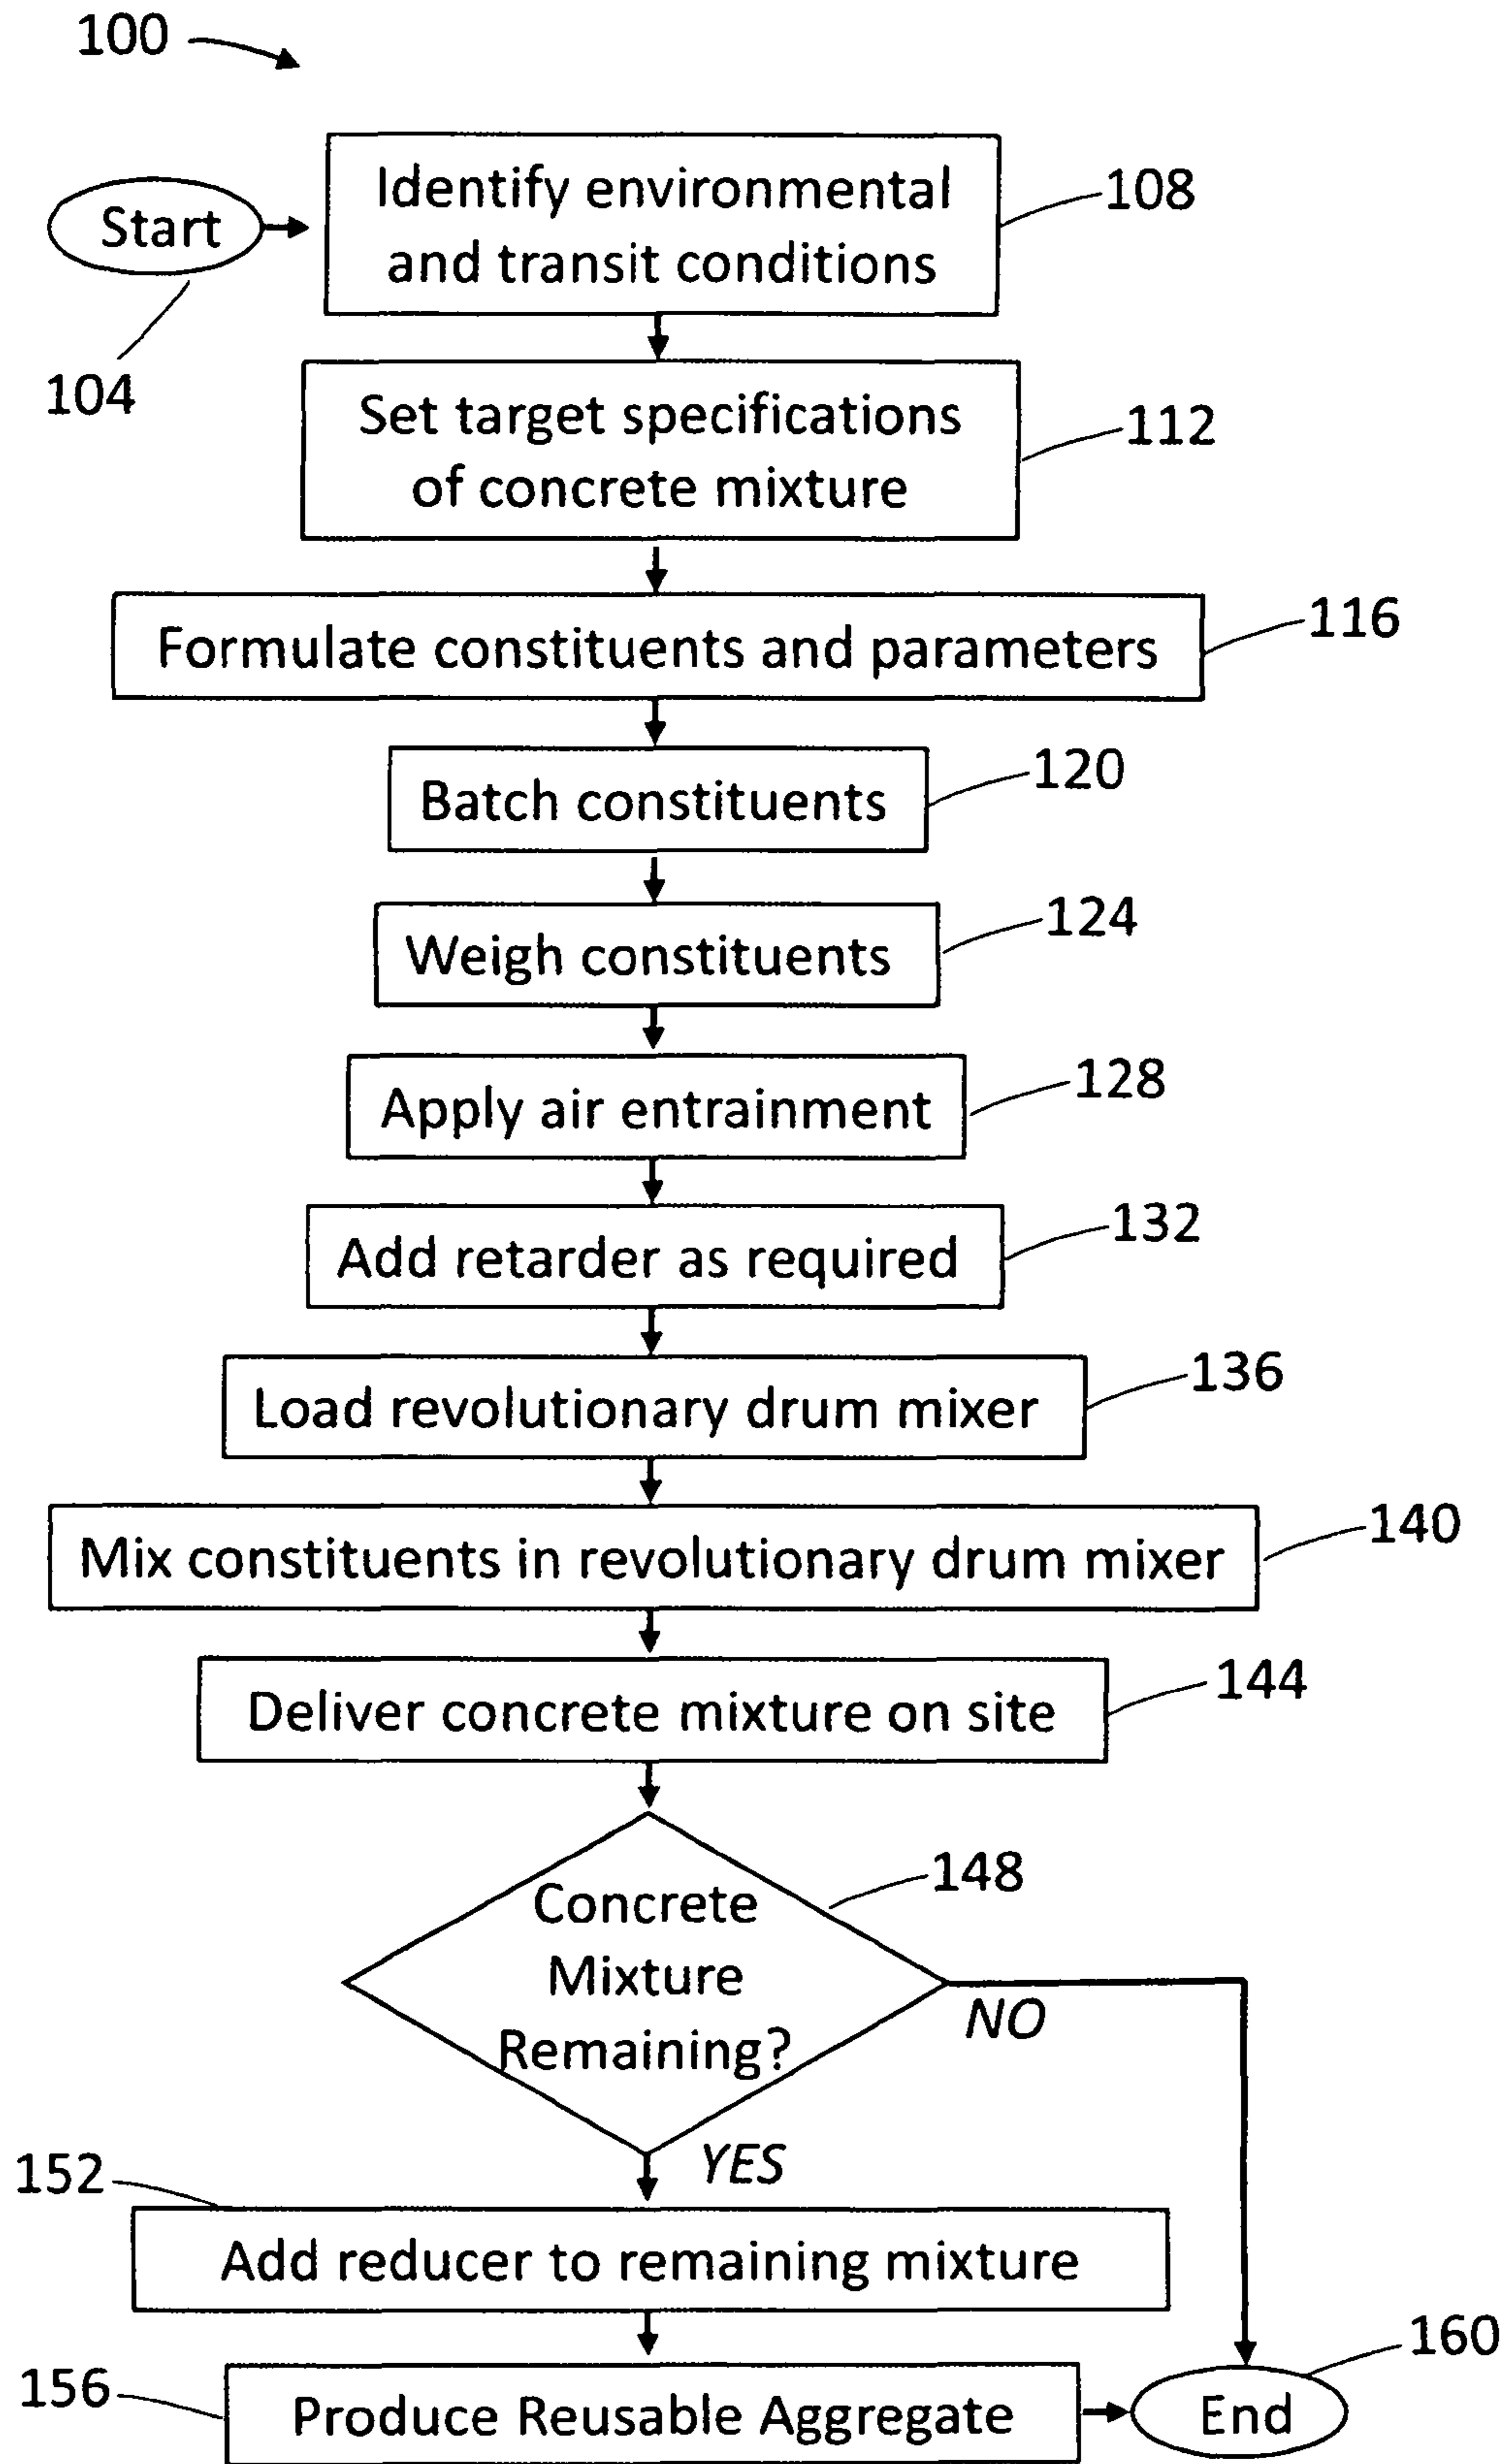 100
Identify environmental
and transit conditions
108
Start
104
Set target specifications
of concrete mixture
112
Formulate constituents and parameters
116
Batch constituents
120
Weigh constituents
124
Apply air entrainment
128
Add retarder as required
132
Load revolutionary drum mixer
136
Mix constituents in revolutionary drum mixer
140
Deliver concrete mixture on site
144
Concrete
Mixture
Remaining?
148
NO
YES
152
Add reducer to remaining mixture
156
Produce Reusable Aggregate
End
160